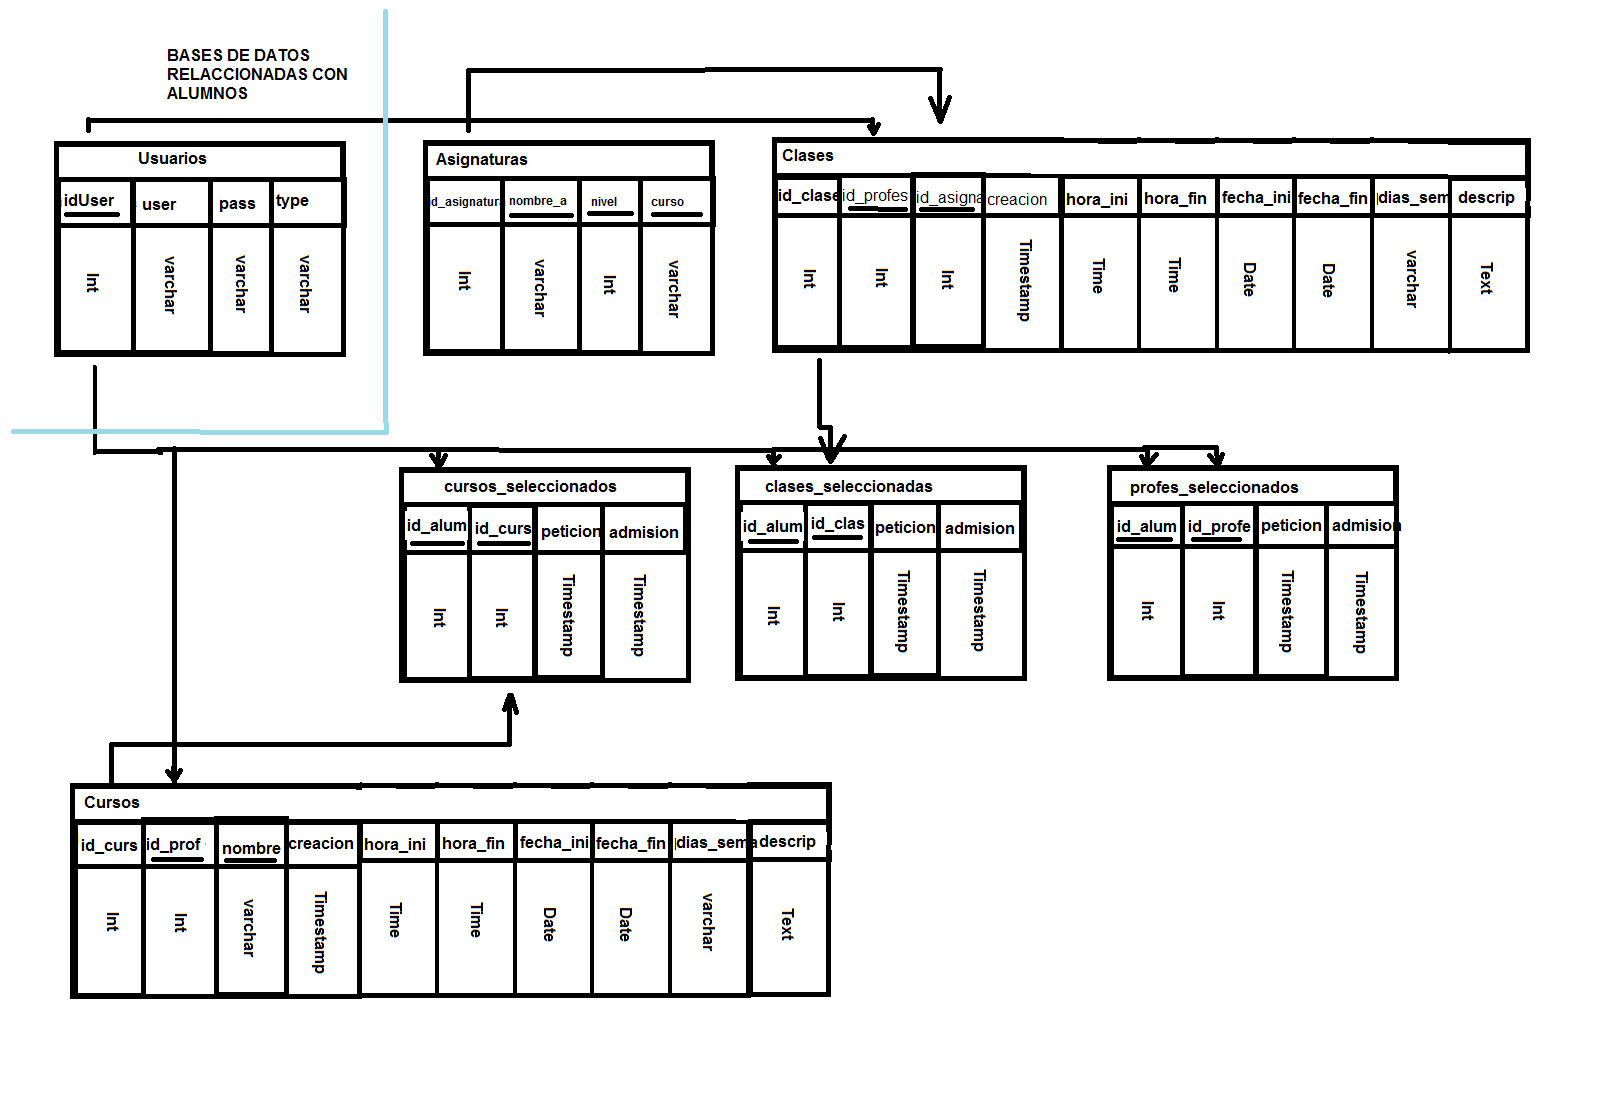 BASES DE DATOS
RELACCIONADAS CON
ALUMNOS
Usuarios
idUser user pass type
Int varchar varchar varchar
Asignaturas
d_asignatura nombre_a nivel curso
Int varchar Int varchar
Clases
id_clase id_profes id_asigna creacion hora_ini hora_fin fecha_ini fecha_fin dias_sem descrip
Int Int Int Timestamp Time Time Date Date varchar Text
cursos_seleccionados
id_alum id_curs peticion admision
Int Int Timestamp Timestamp
clases_seleccionadas
id_alum id_clas peticion admision
Int Int Timestamp Timestamp
profes_seleccionados
id_alum id_profe peticion admision
Int Int Timestamp Timestamp
Cursos
id_curs id_prof nombre creacion hora_ini hora_fin fecha_ini fecha_fin dias_sema descrip
Int Int varchar Timestamp Time Time Date Date varchar Text